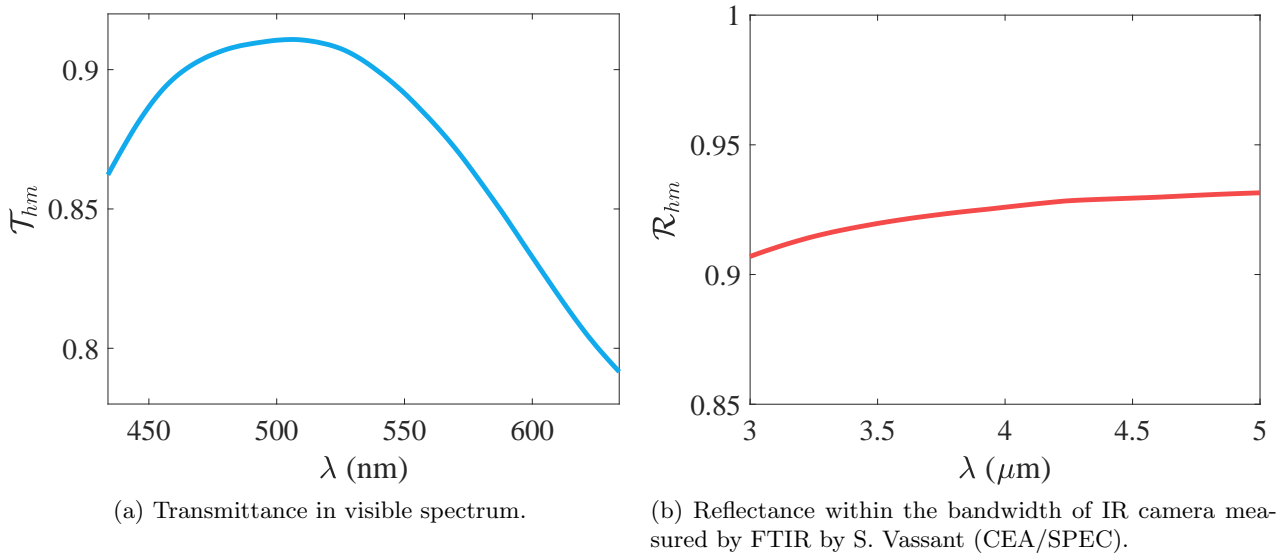 0.9
0.85
0.8
𝒯hm
450
500
550
600
λ (nm)
(a) Transmittance in visible spectrum.
1
0.95
0.9
0.85
ℛhm
3
3.5
4
4.5
5
λ (μm)
(b) Reflectance within the bandwidth of IR camera mea-
sured by FTIR by S. Vassant (CEA/SPEC).